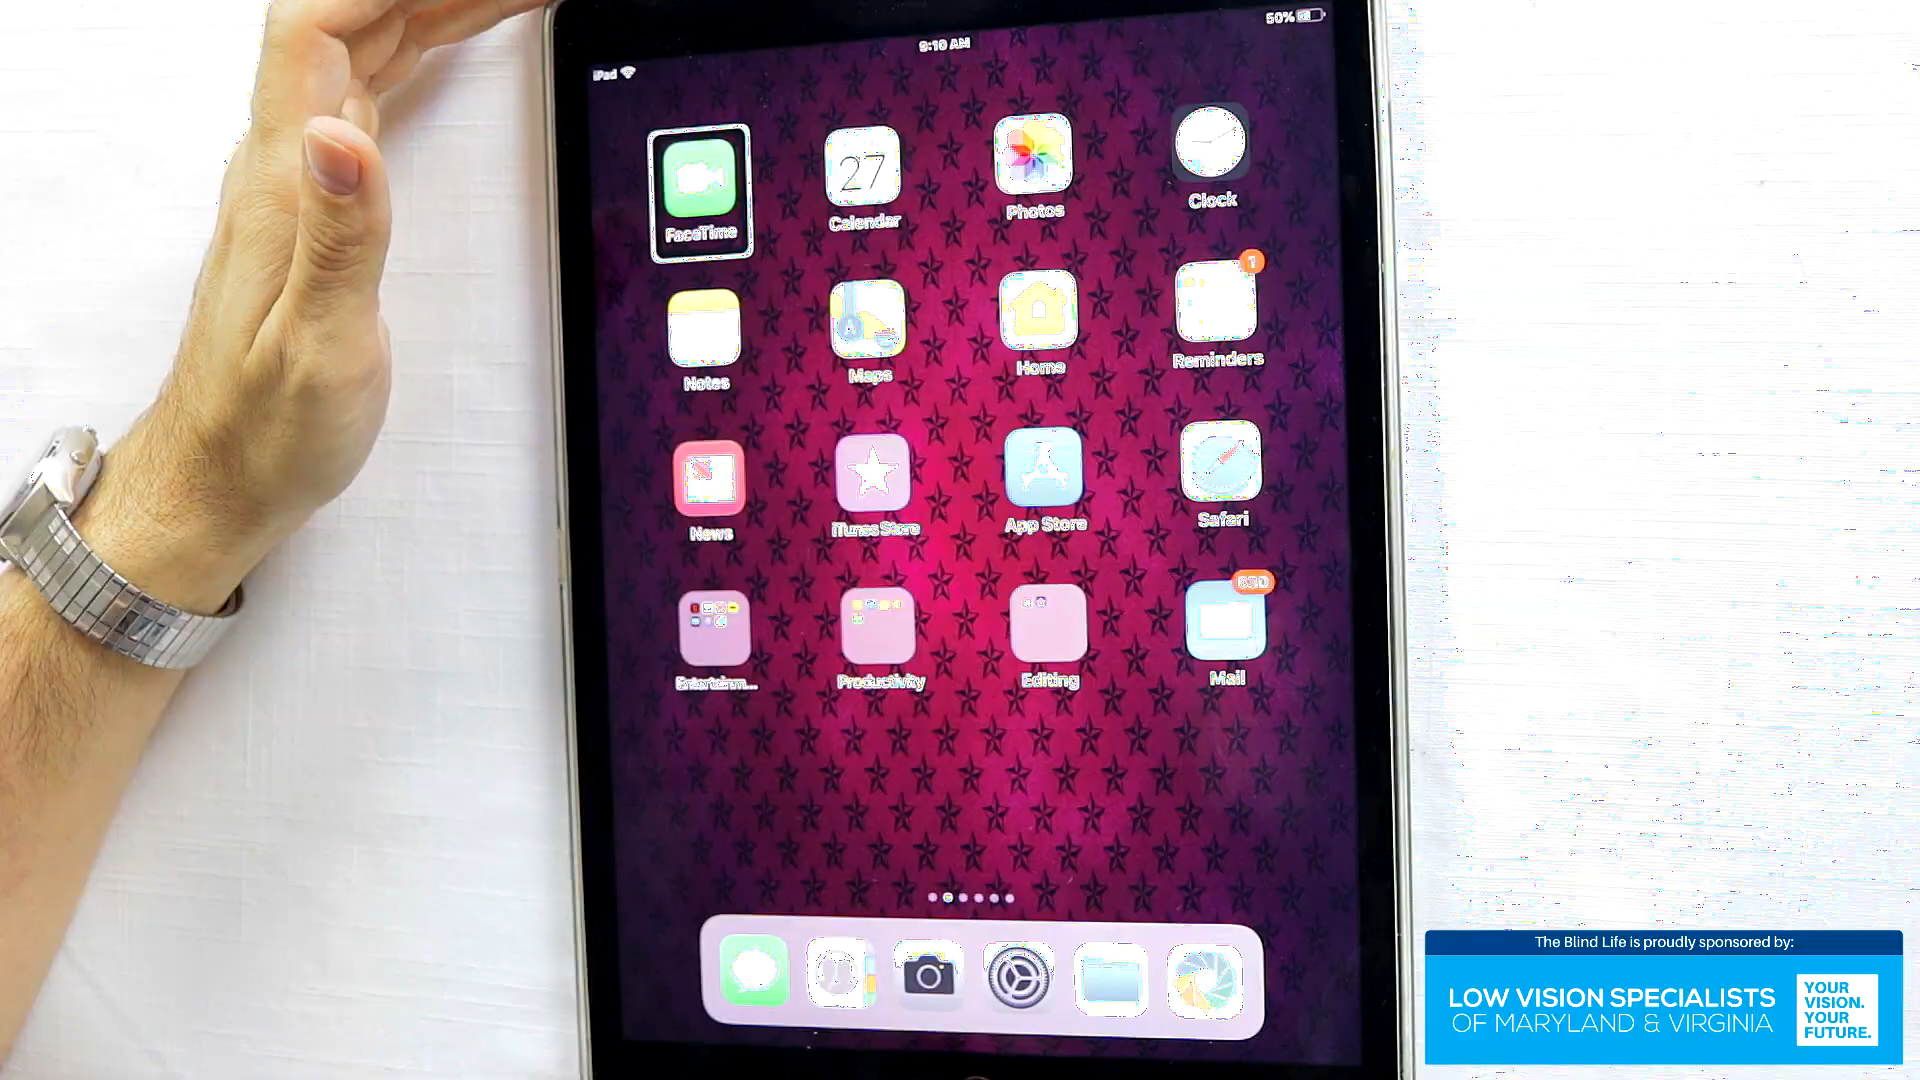 50%
9:10 AM
iPad
FaceTime
27
Calendar
Photos
Clock
Notes
Maps
Home
1
Reminders
News
iTunes Store
App Store
Safari
Entertainm...
Productivity
Editing
Mail
The Blind Life is proudly sponsored by:
LOW VISION SPECIALISTS
OF MARYLAND & VIRGINIA
YOUR
VISION.
YOUR
FUTURE.